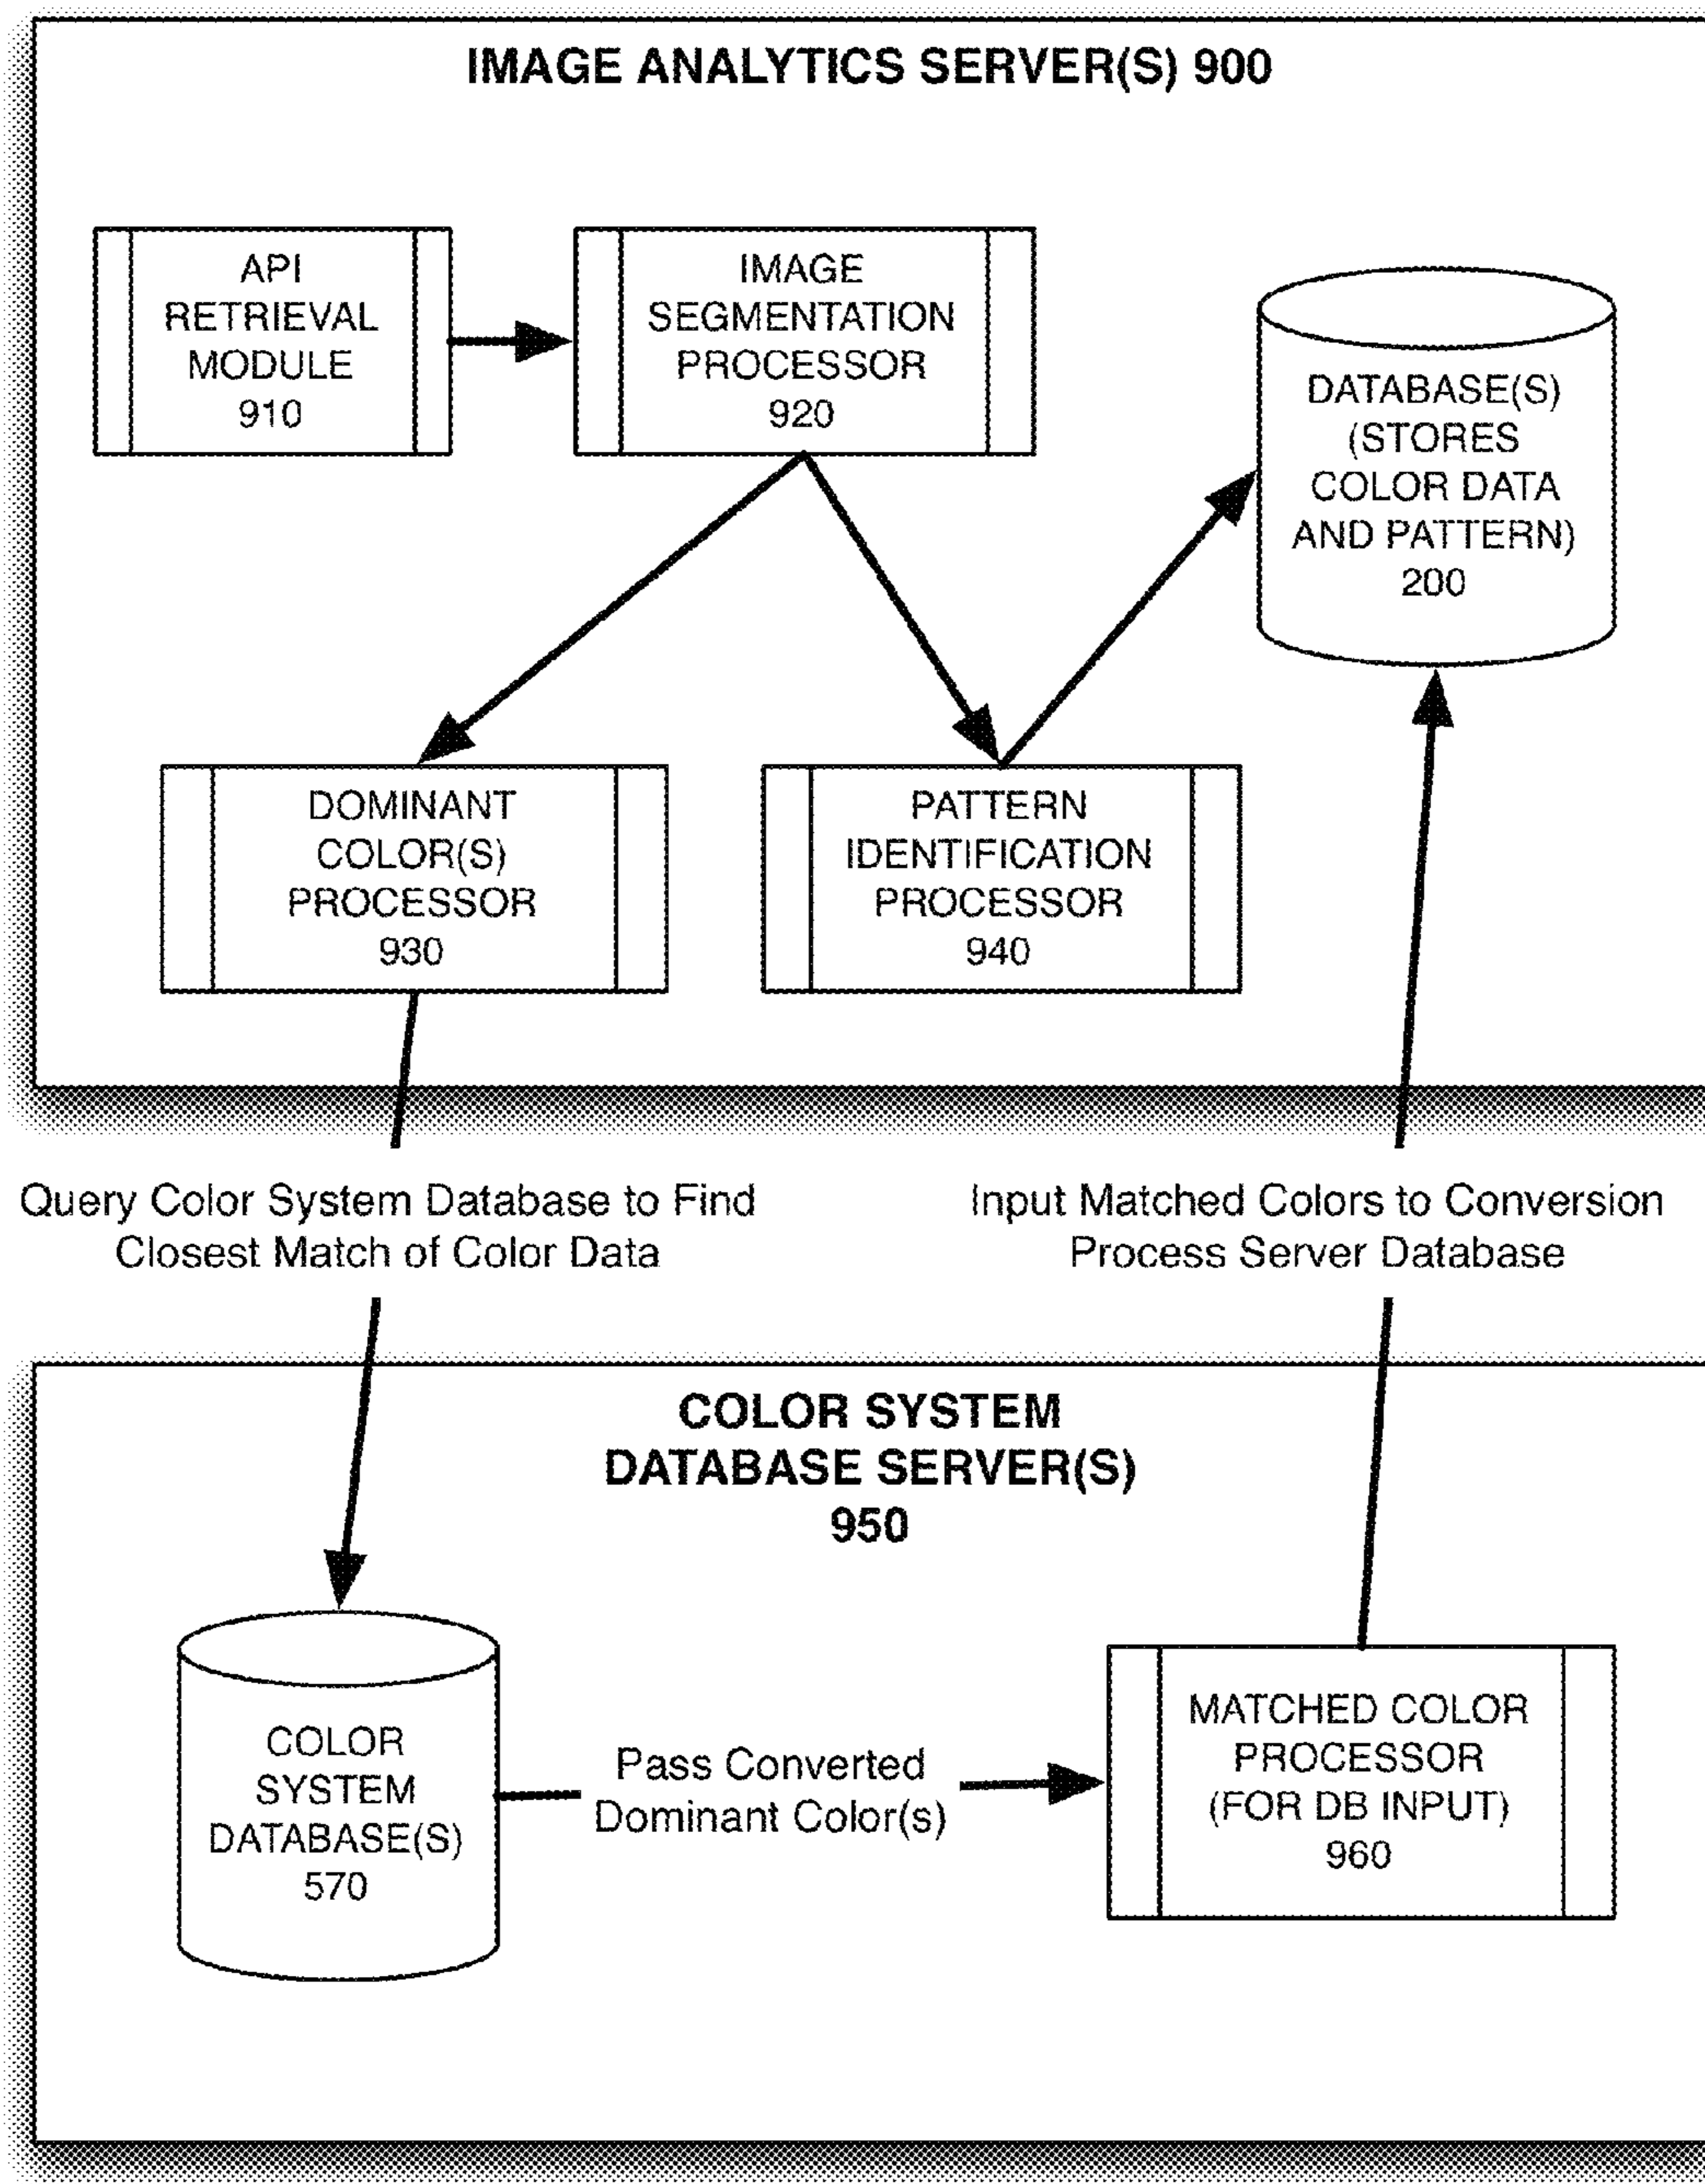 IMAGE ANALYTICS SERVER(S) 900
API
RETRIEVAL
MODULE
910
IMAGE
SEGMENTATION
PROCESSOR
920
DATABASE(S)
(STORES
COLOR DATA
AND PATTERN)
200
DOMINANT
COLOR(S)
PROCESSOR
930
PATTERN
IDENTIFICATION
PROCESSOR
940
Query Color System Database to Find
Closest Match of Color Data
Input Matched Colors to Conversion
Process Server Database
COLOR SYSTEM
DATABASE SERVER(S)
950
COLOR
SYSTEM
DATABASE(S)
570
Pass Converted
Dominant Color(s)
MATCHED COLOR
PROCESSOR
(FOR DB INPUT)
960